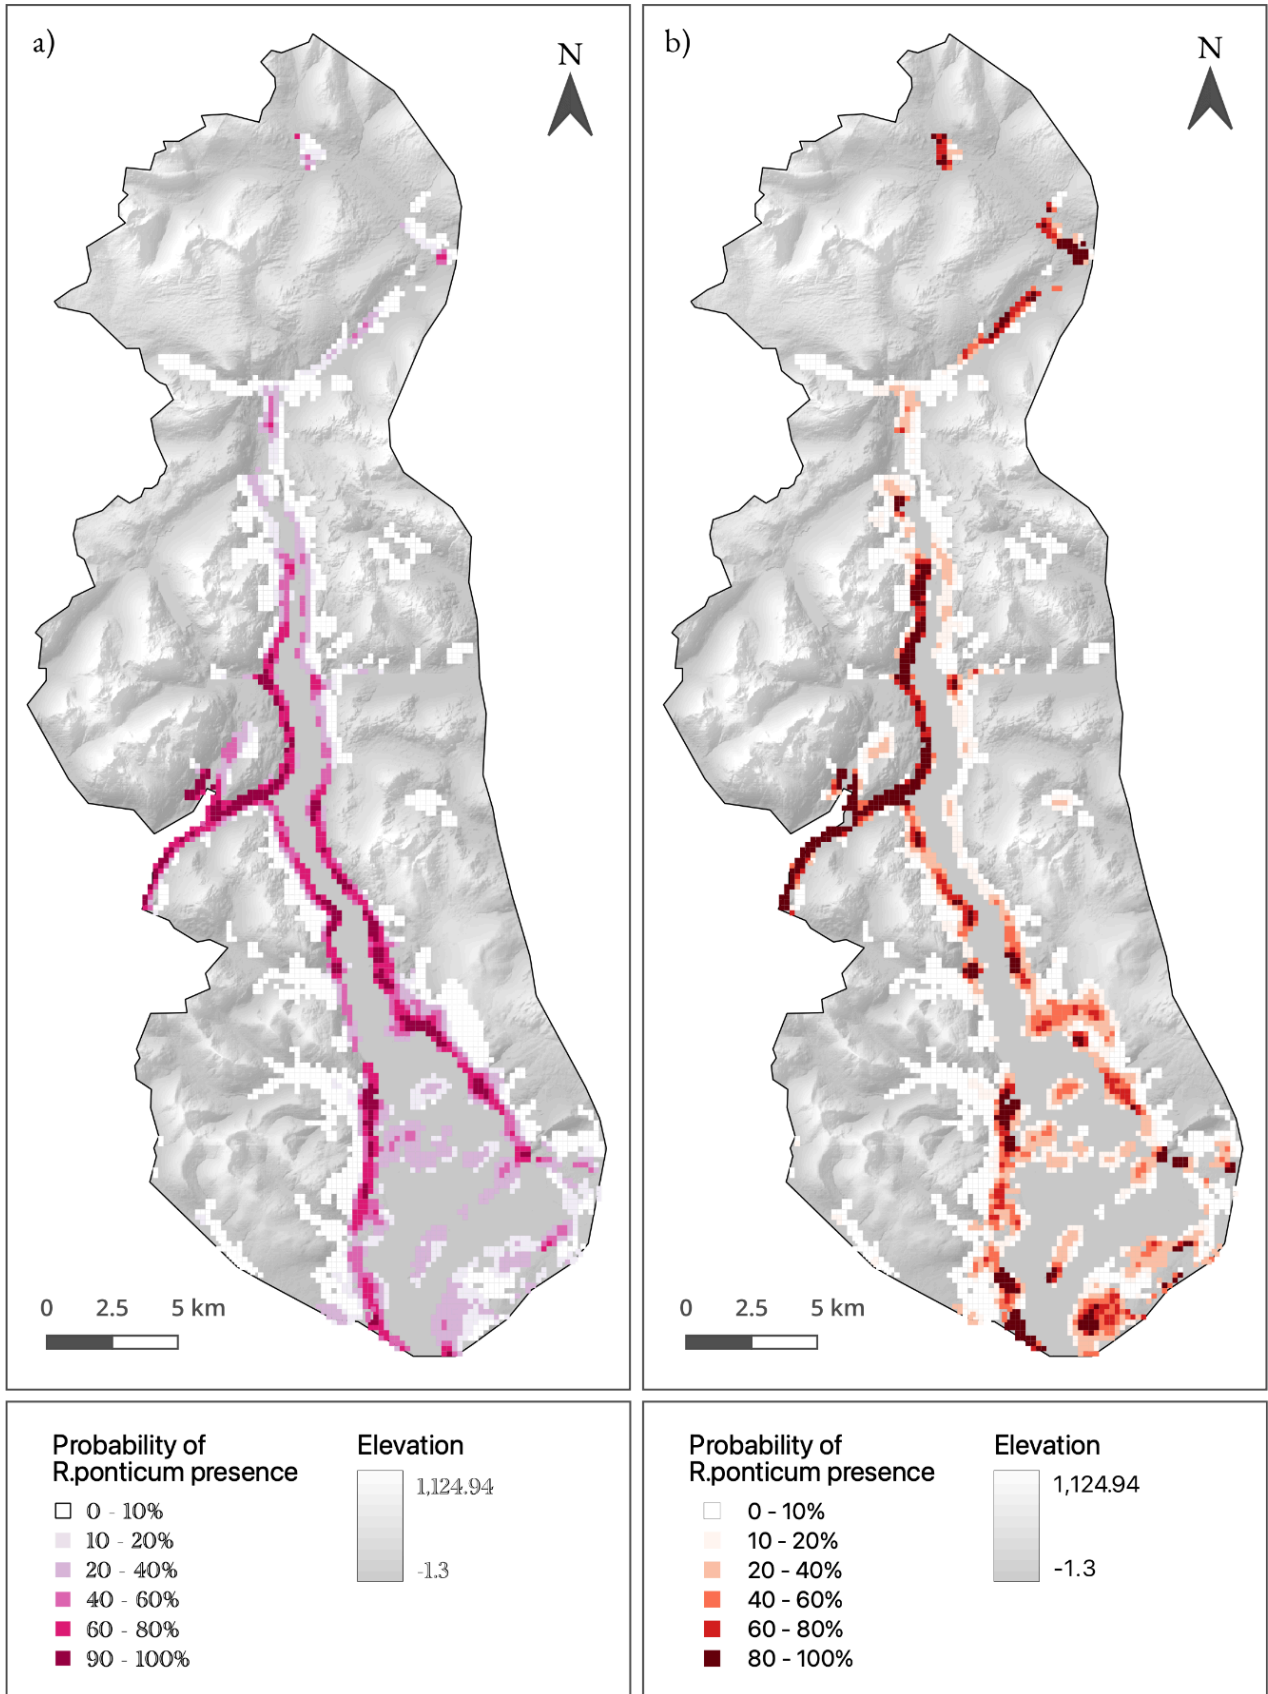 a)
N
0 2.5 5 km
b)
N
0 2.5 5 km
Probability of
R.ponticum presence
0 - 10%
10 - 20%
20 - 40%
40 - 60%
60 - 80%
90 - 100%
Elevation
1,124.94
-1.3
Probability of
R.ponticum presence
0 - 10%
10 - 20%
20 - 40%
40 - 60%
60 - 80%
80 - 100%
Elevation
1,124.94
-1.3